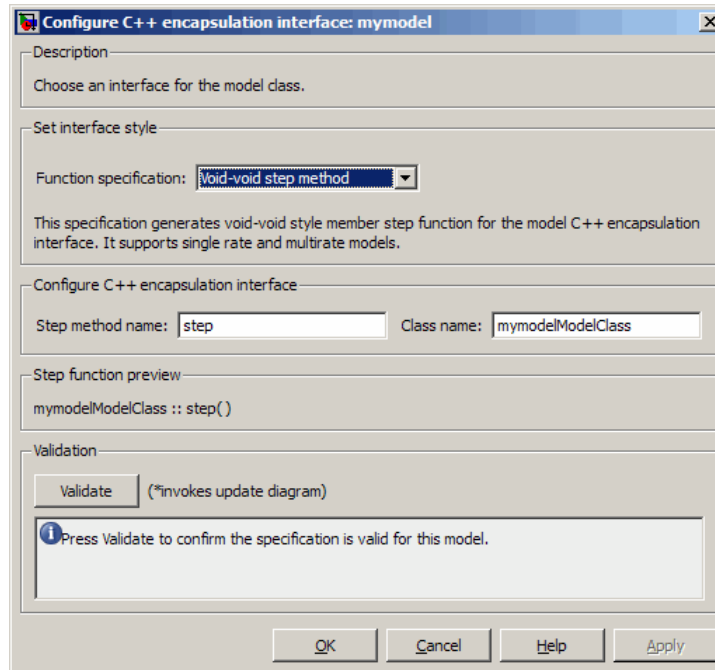 Configure C++ encapsulation interface: mymodel
Description
Choose an interface for the model class.
Set interface style
Function specification: Void-void step method
This specification generates void-void style member step function for the model C++ encapsulation
interface. It supports single rate and multirate models.
Configure C++ encapsulation interface
Step method name: step Class name: mymodelModelClass
Step function preview
mymodelModelClass :: step( )
Validation
Validate (*invokes update diagram)
Press Validate to confirm the specification is valid for this model.
OK Cancel Help Apply